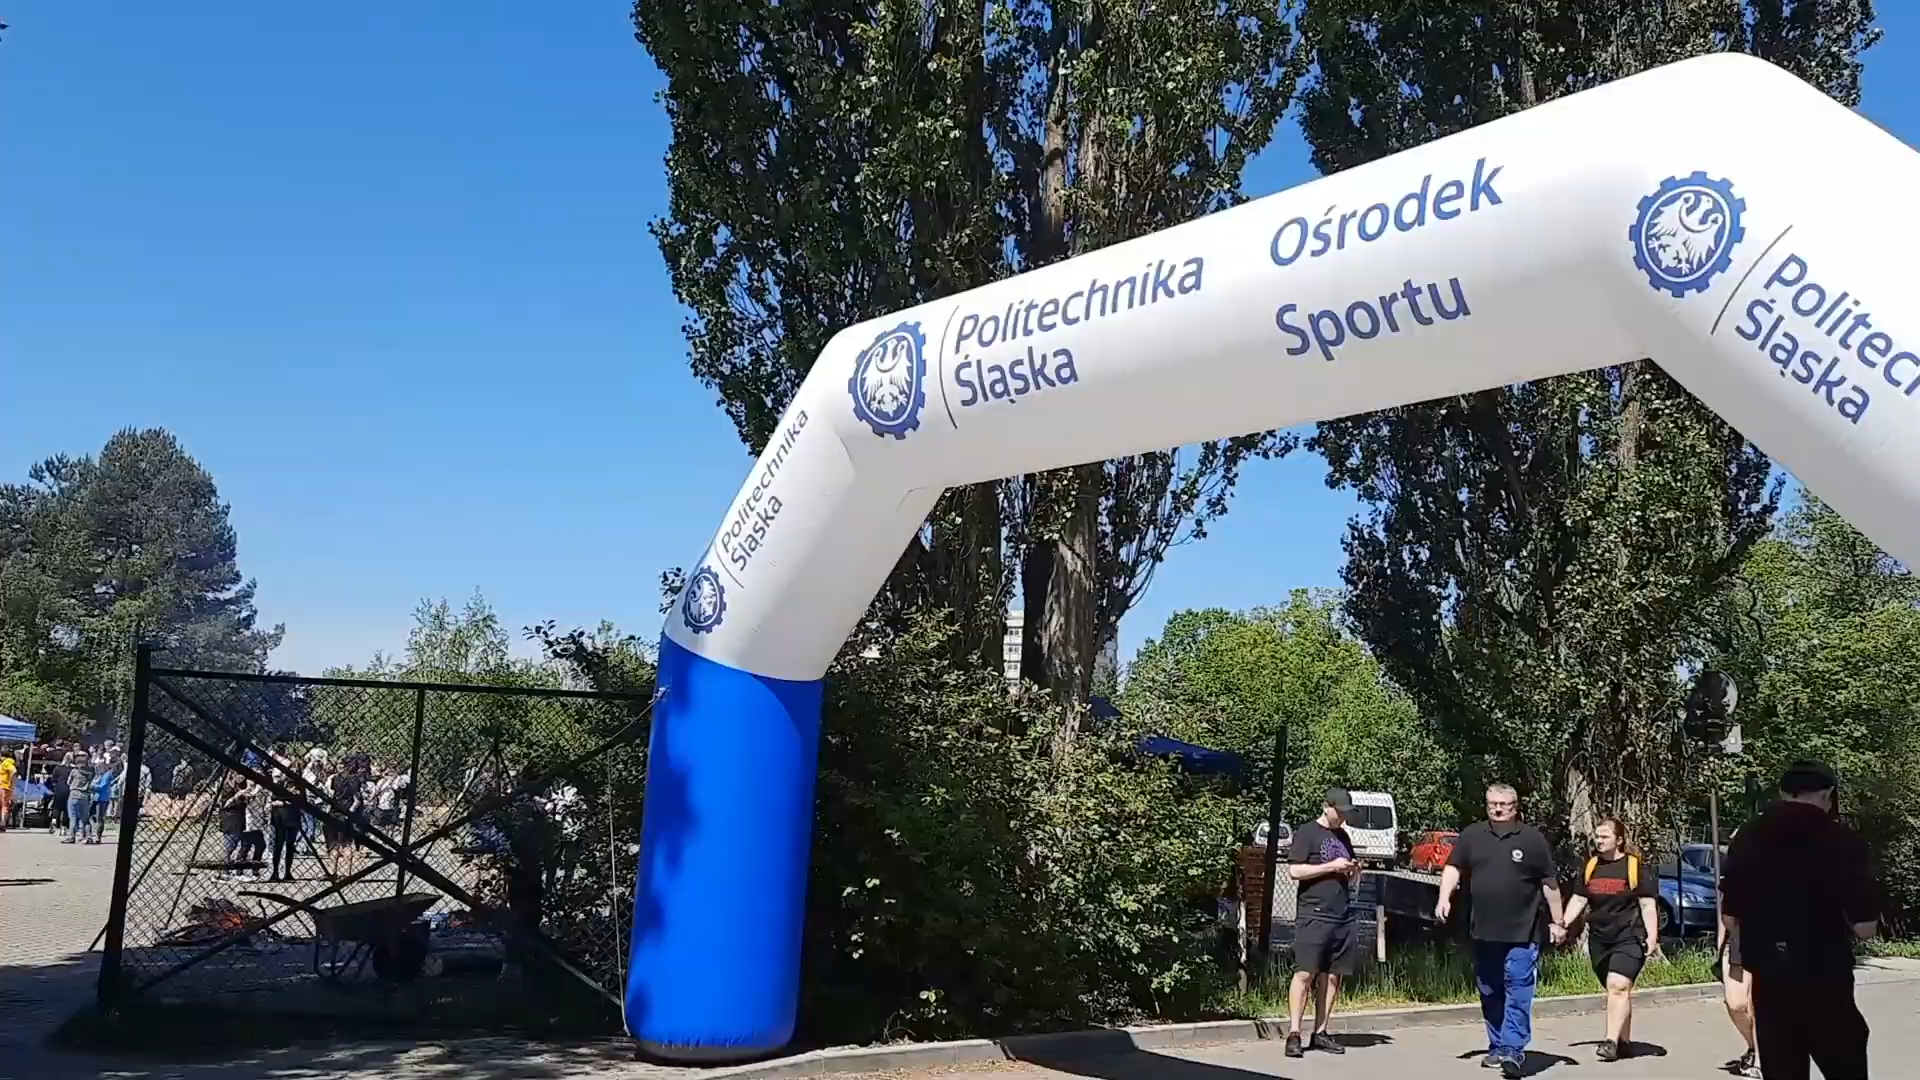 Politechnika
Śląska
Politechnika
Śląska
Ośrodek
Sportu
Politech
Śląska